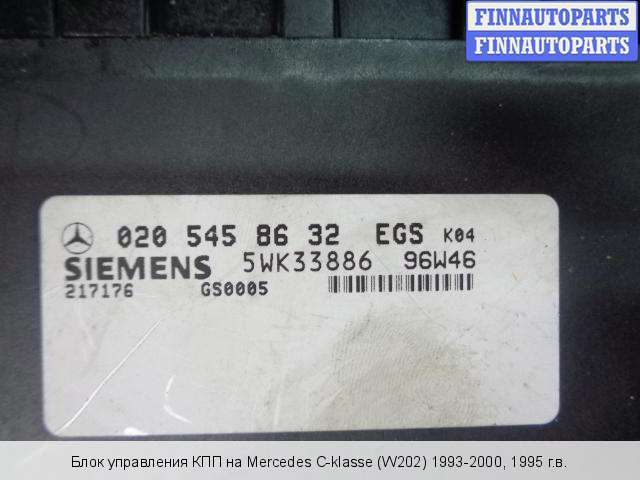 FINNAUTOPARTS
FINNAUTOPARTS
020 545 86 32 EGS K04
SIEMENS 5WK33886 96W46
217176 GS0005
Блок управления КПП на Mercedes C-klasse (W202) 1993-2000, 1995 г.в.